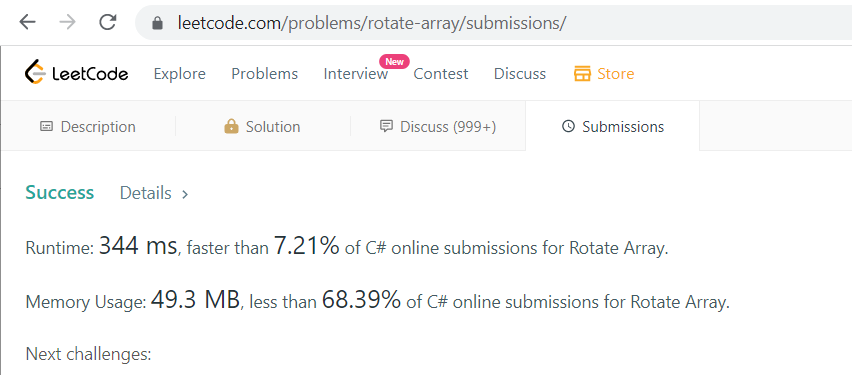 leetcode.com/problems/rotate-array/submissions/
LeetCode Explore Problems Interview New Contest Discuss Store
Description Solution Discuss (999+) Submissions
Success Details >
Runtime: 344 ms, faster than 7.21% of C# online submissions for Rotate Array.
Memory Usage: 49.3 MB, less than 68.39% of C# online submissions for Rotate Array.
Next challenges: